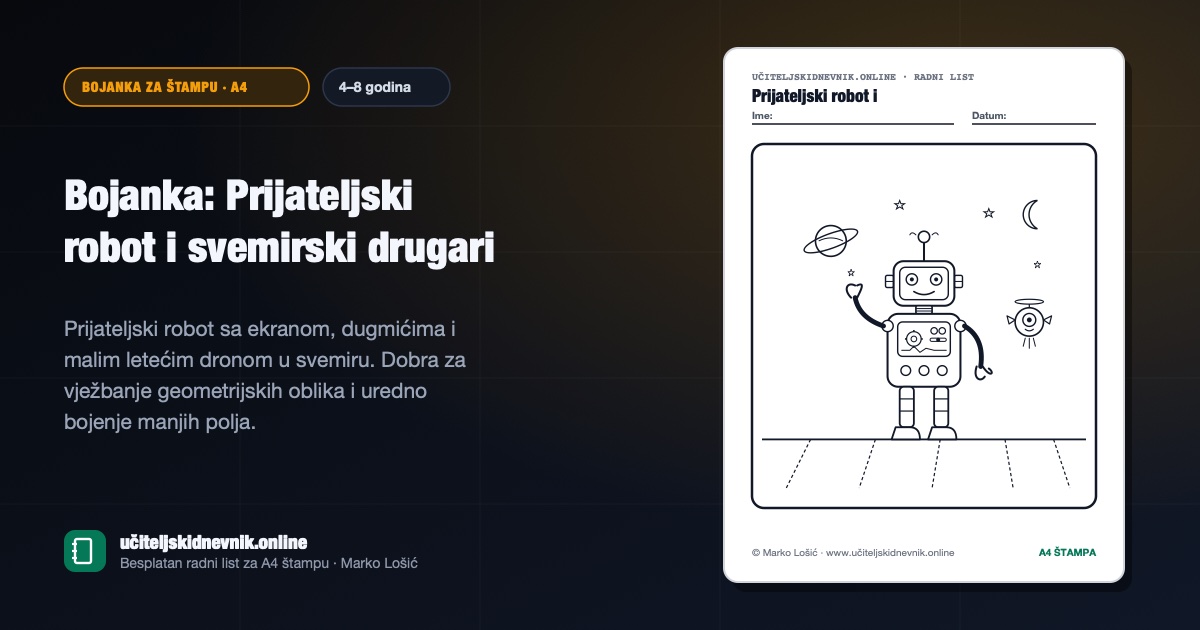 BOJANKA ZA ŠTAMPU · A4
4–8 godina
Bojanka: Prijateljski
robot i svemirski drugari
Prijateljski robot sa ekranom, dugmićima i
malim letećim dronom u svemiru. Dobra za
vježbanje geometrijskih oblika i uredno
bojenje manjih polja.
učiteljskidnevnik.online
Besplatan radni list za A4 štampu · Marko Lošić
UČITELJSKIDNEVNIK.ONLINE · RADNI LIST
Prijateljski robot i
Ime:
Datum:
© Marko Lošić · www.uciteljskidnevnik.online
A4 ŠTAMPA